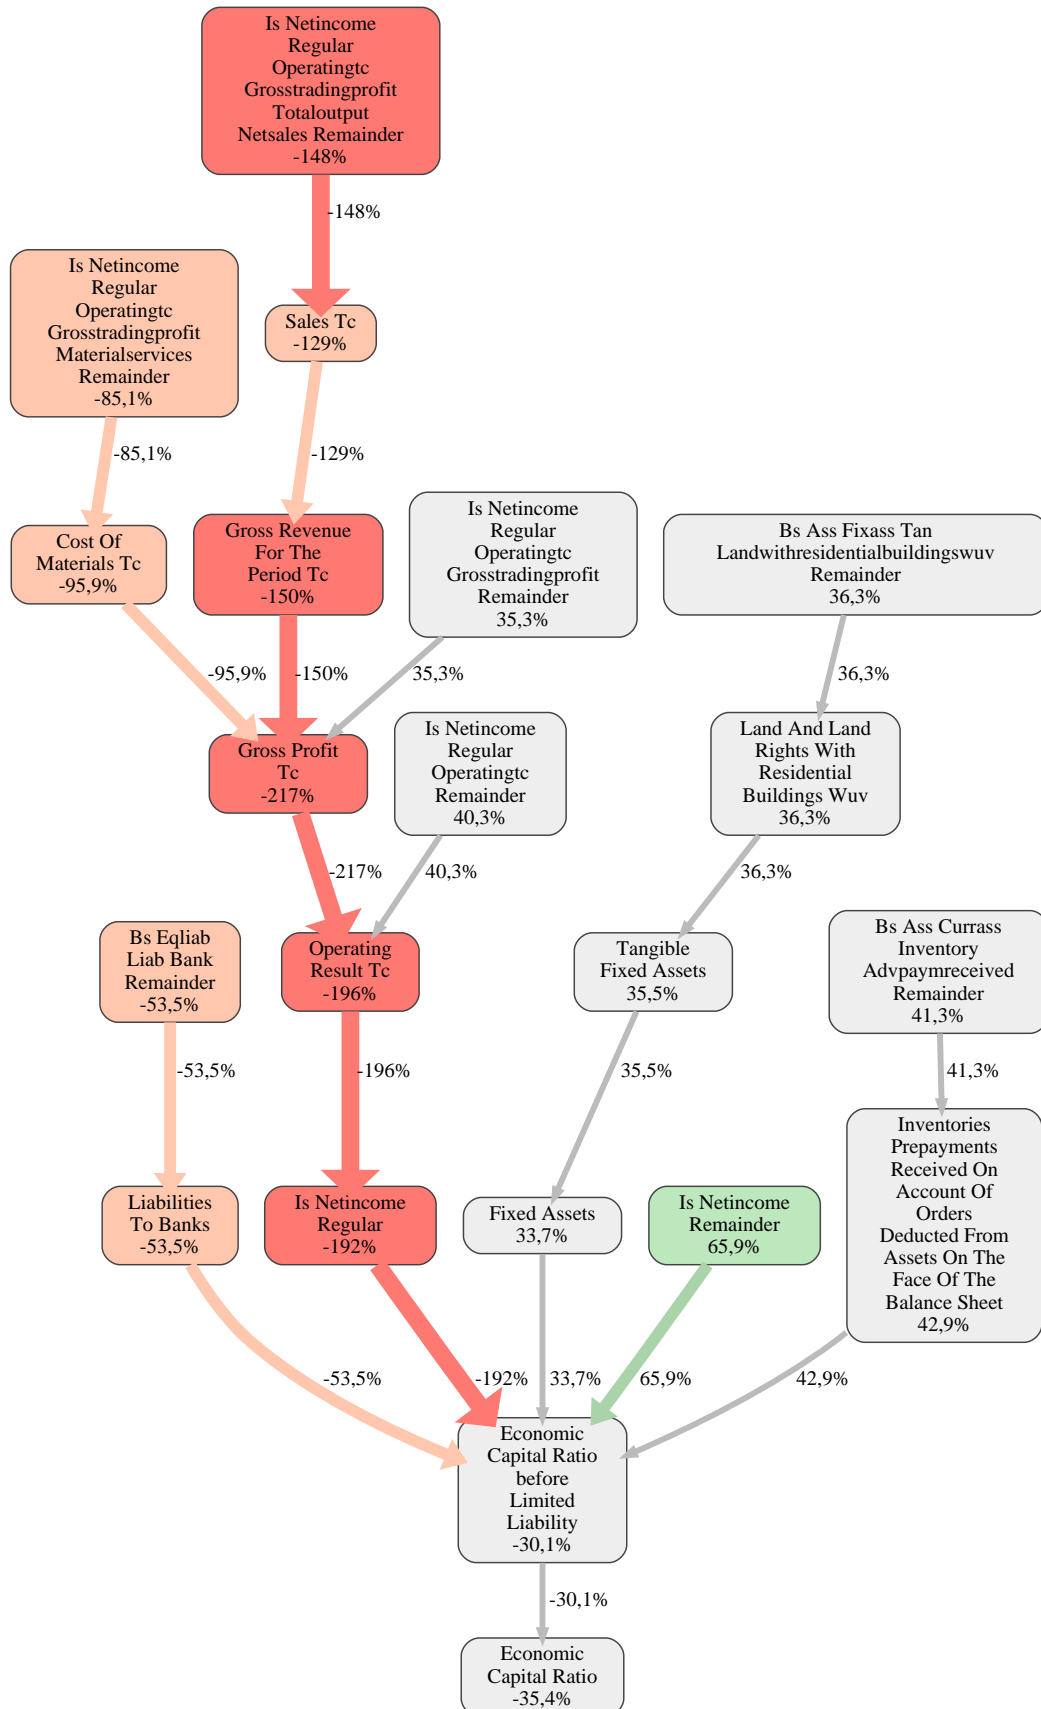 Is Netincome
Regular
Operatingtc
Grosstradingprofit
Totaloutput
Netsales Remainder
-148%
-148%
Is Netincome
Regular
Operatingtc
Grosstradingprofit
Materialservices
Remainder
-85,1%
Sales Tc
-129%
-85,1%
-129%
Cost Of
Materials Tc
-95,9%
Gross Revenue
For The
Period Tc
-150%
Is Netincome
Regular
Operatingtc
Grosstradingprofit
Remainder
35,3%
Bs Ass Fixass Tan
Landwithresidentialbuildingswuv
Remainder
36,3%
-95,9%
-150%
35,3%
36,3%
Gross Profit
Tc
-217%
Is Netincome
Regular
Operatingtc
Remainder
40,3%
Land And Land
Rights With
Residential
Buildings Wuv
36,3%
-217%
40,3%
36,3%
Bs Eqliab
Liab Bank
Remainder
-53,5%
Operating
Result Tc
-196%
Tangible
Fixed Assets
35,5%
Bs Ass Currass
Inventory
Advpaymreceived
Remainder
41,3%
-53,5%
-196%
35,5%
41,3%
Liabilities
To Banks
-53,5%
Is Netincome
Regular
-192%
Fixed Assets
33,7%
Is Netincome
Remainder
65,9%
Inventories
Prepayments
Received On
Account Of
Orders
Deducted From
Assets On The
Face Of The
Balance Sheet
42,9%
-53,5%
-192%
33,7%
65,9%
42,9%
Economic
Capital Ratio
before
Limited
Liability
-30,1%
-30,1%
Economic
Capital Ratio
-35,4%